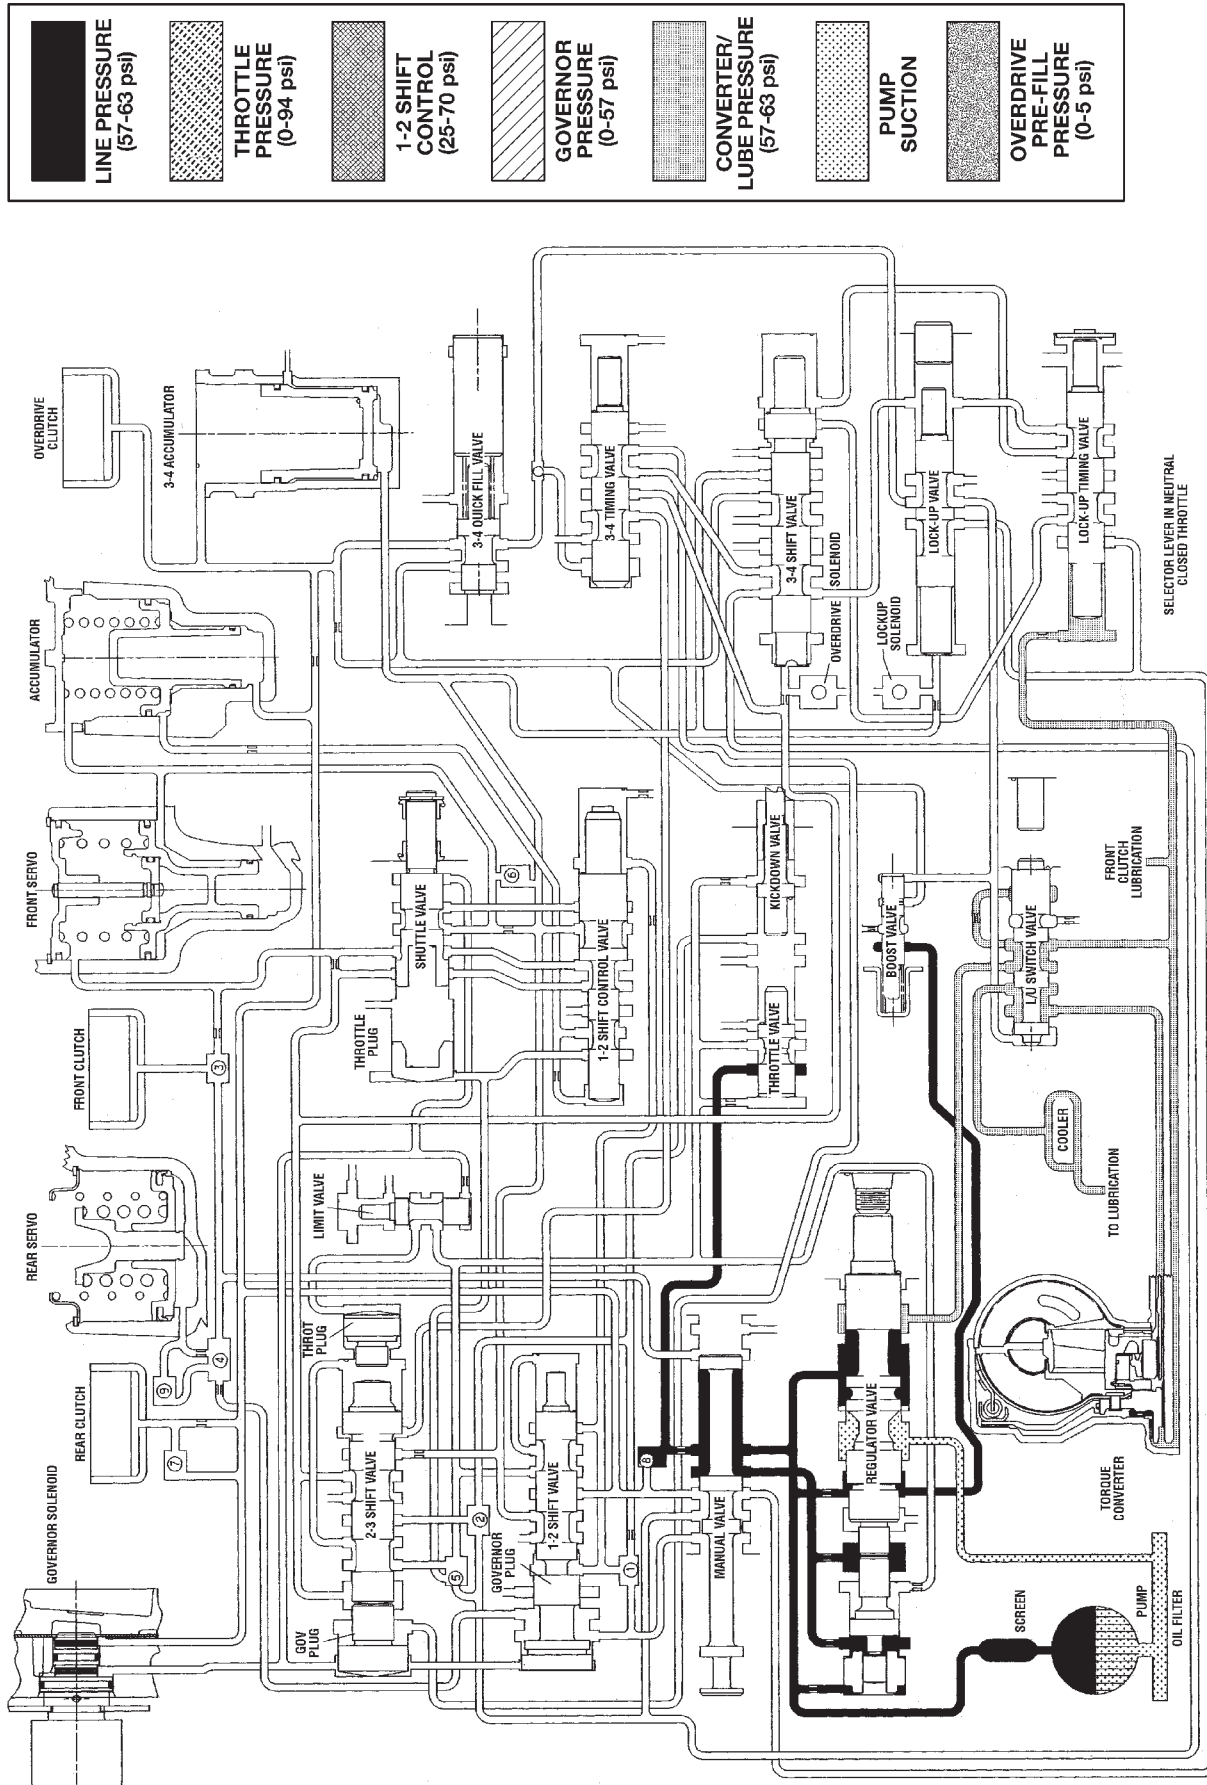 LINE PRESSURE
(57-63 psi)
THROTTLE
PRESSURE
(0-94 psi)
1-2 SHIFT
CONTROL
(25-70 psi)
GOVERNOR
PRESSURE
(0-57 psi)
CONVERTER/
LUBE PRESSURE
(57-63 psi)
PUMP
SUCTION
OVERDRIVE
PRE-FILL
PRESSURE
(0-5 psi)
GOVERNOR SOLENOID
REAR CLUTCH
REAR SERVO
FRONT CLUTCH
FRONT SERVO
ACCUMULATOR
OVERDRIVE
CLUTCH
3-4 ACCUMULATOR
7
9
4
3
GOV
PLUG
2-3 SHIFT VALVE
THROT
PLUG
LIMIT VALVE
THROTTLE
PLUG
SHUTTLE VALVE
6
3-4 QUICK FILL VALVE
5
2
GOVERNOR
PLUG
1-2 SHIFT VALVE
1-2 SHIFT CONTROL VALVE
3-4 TIMING VALVE
1
8
MANUAL VALVE
THROTTLE VALVE
KICKDOWN VALVE
3-4 SHIFT VALVE
OVERDRIVE
SOLENOID
REGULATOR VALVE
BOOST VALVE
LOCKUP
SOLENOID
LOCK-UP VALVE
SCREEN
PUMP
OIL FILTER
TORQUE
CONVERTER
COOLER
TO LUBRICATION
L/U SWITCH VALVE
FRONT
CLUTCH
LUBRICATION
LOCK-UP TIMING VALVE
SELECTOR LEVER IN NEUTRAL
CLOSED THROTTLE